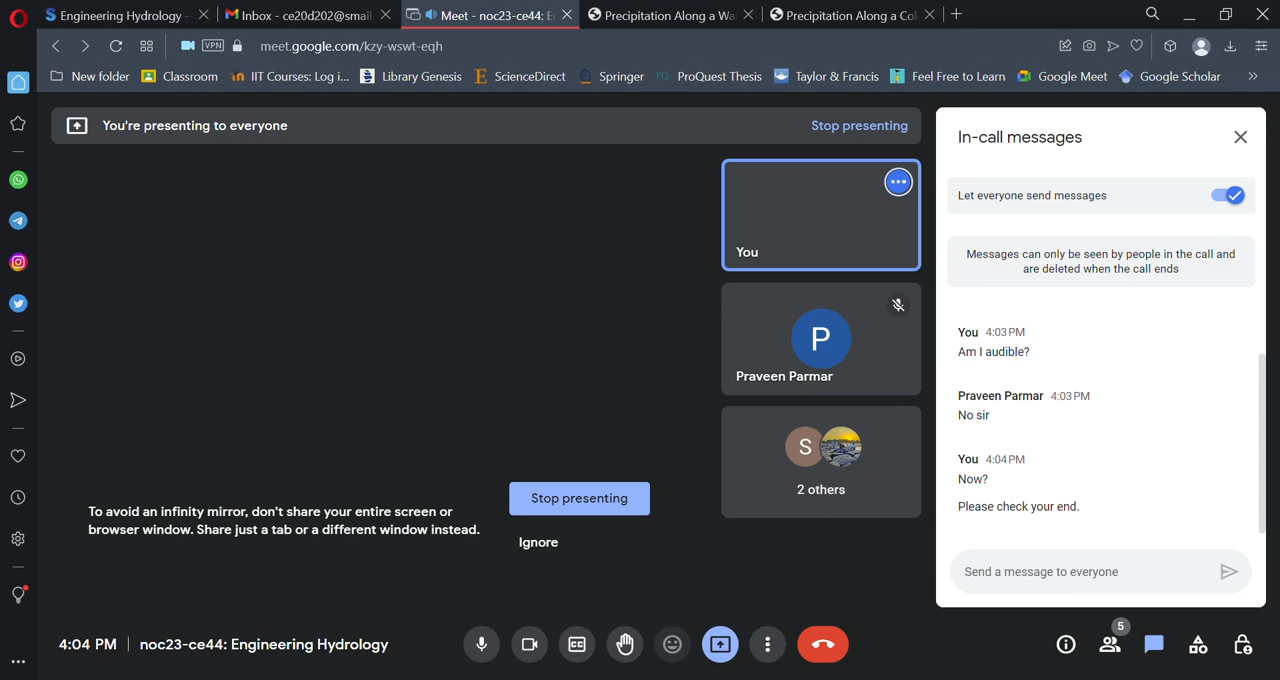 Engineering Hydrology -
Inbox - ce20d202@smail
Meet - noc23-ce44: E
Precipitation Along a Wa
Precipitation Along a Col
VPN
meet.google.com/kzy-wswt-eqh
New folder
Classroom
IIT Courses: Log i...
Library Genesis
ScienceDirect
Springer
PQ ProQuest Thesis
Taylor & Francis
Feel Free to Learn
Google Meet
Google Scholar
You're presenting to everyone
Stop presenting
You
P
Praveen Parmar
S
2 others
To avoid an infinity mirror, don't share your entire screen or
browser window. Share just a tab or a different window instead.
Stop presenting
Ignore
In-call messages
Let everyone send messages
Messages can only be seen by people in the call and
are deleted when the call ends
You 4:03 PM
Am I audible?
Praveen Parmar 4:03 PM
No sir
You 4:04 PM
Now?
Please check your end.
Send a message to everyone
4:04 PM | noc23-ce44: Engineering Hydrology
CC
5